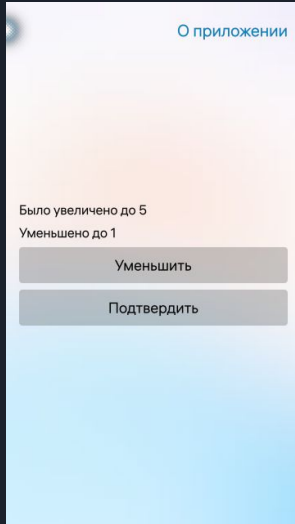 О приложении
Было увеличено до 5
Уменьшено до 1
Уменьшить
Подтвердить